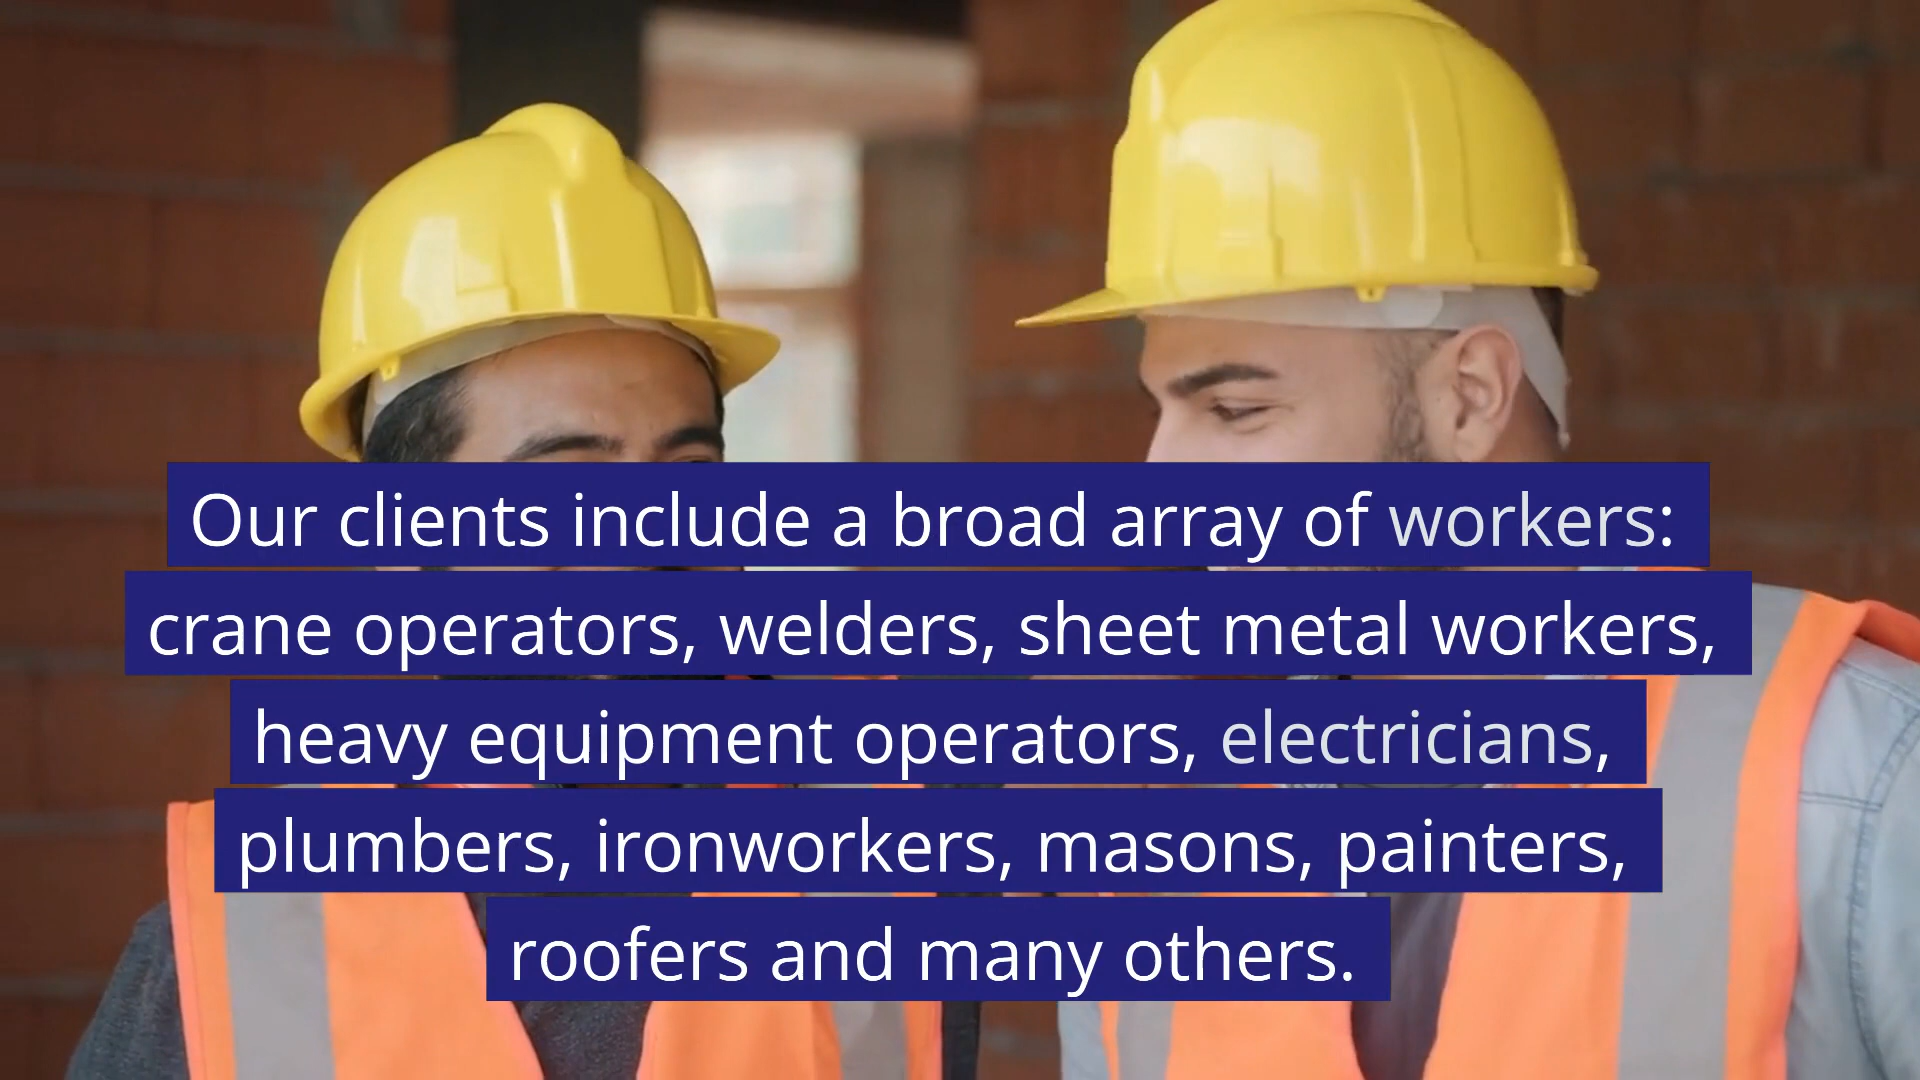 Our clients include a broad array of workers:
crane operators, welders, sheet metal workers,
heavy equipment operators, electricians,
plumbers, ironworkers, masons, painters,
roofers and many others.